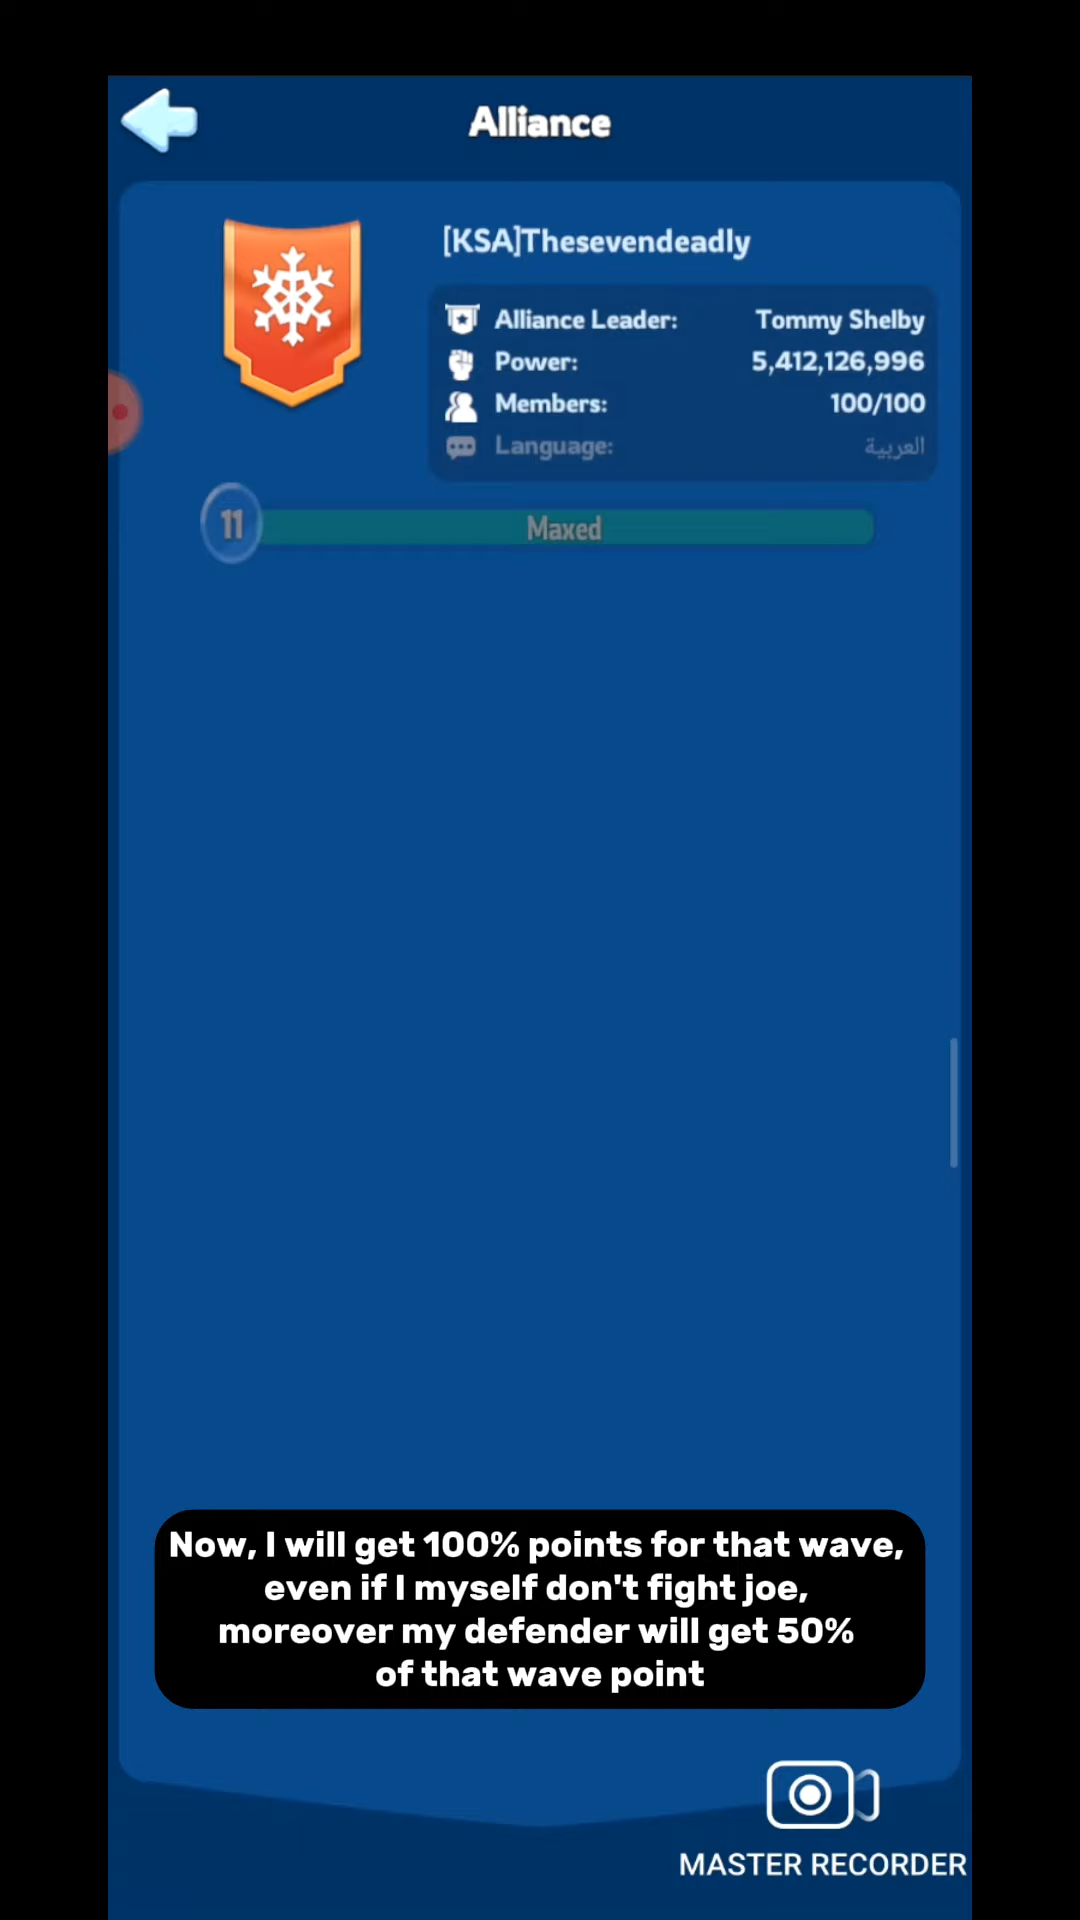 Alliance
[KSA]Thesevendeadly
Alliance Leader: Tommy Shelby
Power: 5,412,126,996
Members: 100/100
Language: العربية
11 Maxed
Now, I will get 100% points for that wave,
even if I myself don't fight joe,
moreover my defender will get 50%
of that wave point
MASTER RECORDER